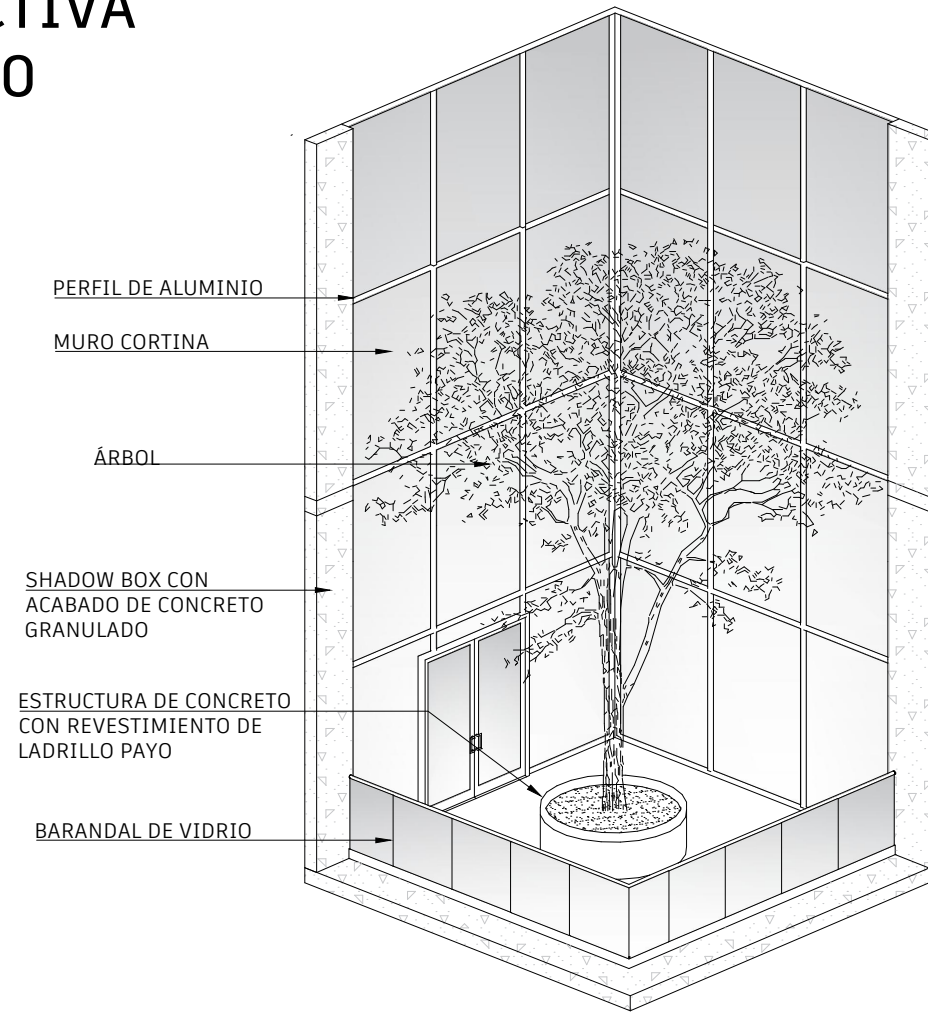 CTIVA
O
PERFIL DE ALUMINIO
MURO CORTINA
ÁRBOL
SHADOW BOX CON
ACABADO DE CONCRETO
GRANULADO
ESTRUCTURA DE CONCRETO
CON REVESTIMIENTO DE
LADRILLO PAYO
BARANDAL DE VIDRIO